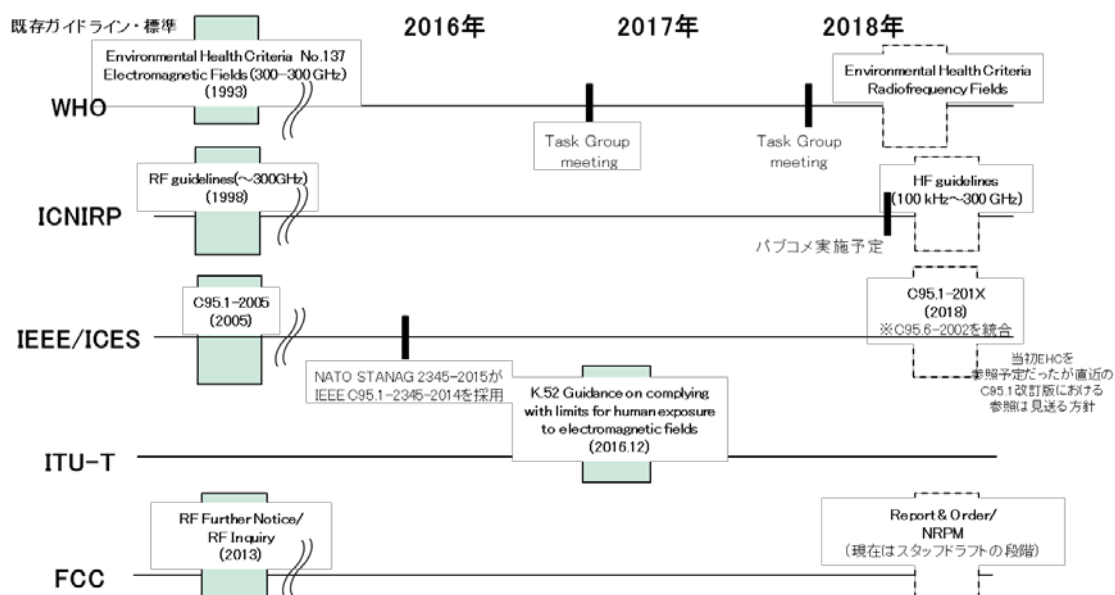 既存ガイドライン・標準
2016年
2017年
2018年
Environmental Health Criteria No.137
Electromagnetic Fields (300-300 GHz)
(1993)
Environmental Health Criteria
Radiofrequency Fields
WHO
Task Group
meeting
Task Group
meeting
RF guidelines(～300GHz)
(1998)
HF guidelines
(100 kHz～300 GHz)
ICNIRP
パブコメ実施予定
C95.1-2005
(2005)
C95.1-201X
(2018)
※C95.6-2002を統合
IEEE/ICES
当初EHCを
参照予定だったが直近の
C95.1改訂版における
参照は見送る方針
NATO STANAG 2345-2015が
IEEE C95.1-2345-2014を採用
K.52 Guidance on complying
with limits for human exposure
to electromagnetic fields
(2016.12)
ITU-T
RF Further Notice/
RF Inquiry
(2013)
Report & Order/
NRPM
(現在はスタッフドラフトの段階)
FCC